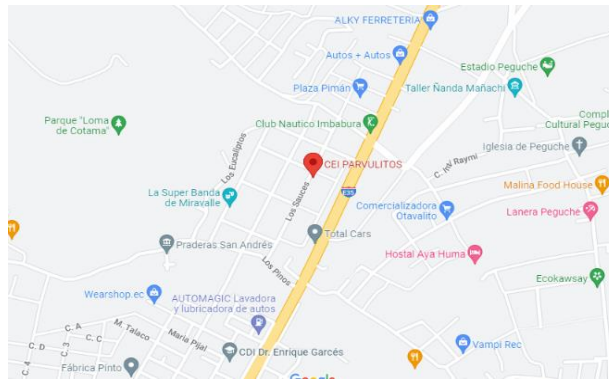 ALKY FERRETERIA
Autos + Autos
Estadio Peguche
Plaza Pimán
Taller Ñanda Mañachi
Parque "Loma
de Cotama"
Club Nautico Imbabura
Compl
Cultural Peguc
Iglesia de Peguche
Los Eucaliptos
CEI PARVULITOS
C. Inti Raymi
Malina Food House
La Super Banda
de Miravalle
Los Sauces
E35
Comercializadora
Otavalito
Lanera Peguche
Total Cars
Praderas San Andrés
Hostal Aya Huma
Los Pinos
Ecokawsay
Wearshop.ec
AUTOMAGIC Lavadora
y lubricadora de autos
C. A
C. D
C. C
M. Talaco
Maria Pijal
Vampi Rec
CDI Dr. Enrique Garcés
C. 4
Fábrica Pinto
Google